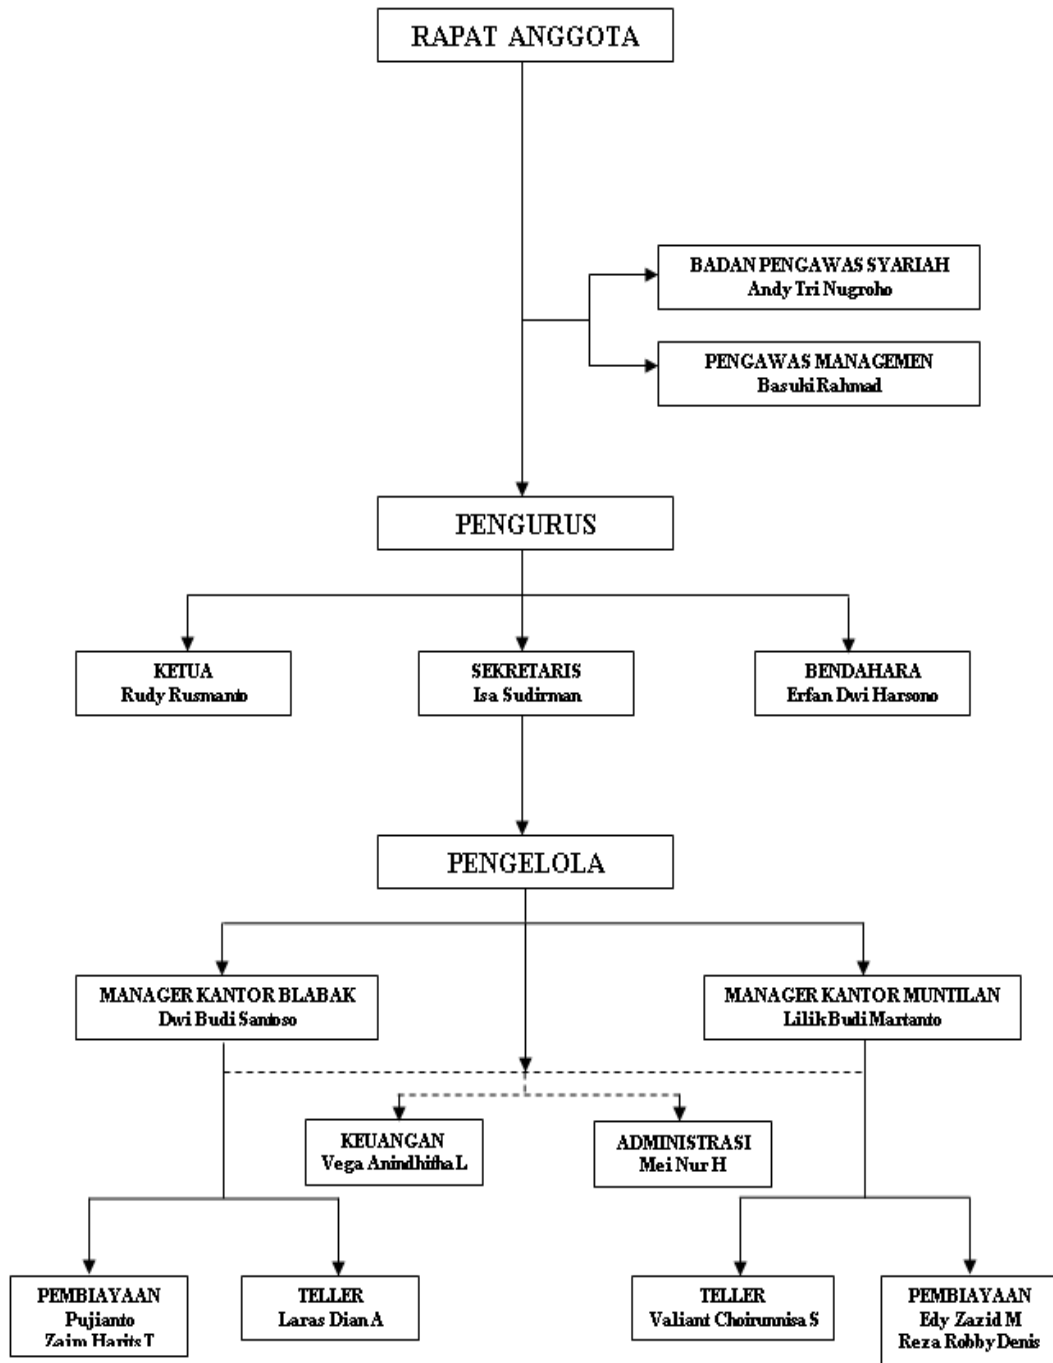 RAPAT ANGGOTA
BADAN PENGAWAS SYARIAH
Andy Tri Nugroho
PENGAWAS MANAGEMEN
Basuki Rahmad
PENGURUS
KETUA
Rudy Rusmanto
SEKRETARIS
Isa Sudirman
BENDAHARA
Erfan Dwi Harsono
PENGELOLA
MANAGER KANTOR BLABAK
Dwi Budi Santoso
MANAGER KANTOR MUNTILAN
Lilik Budi Martanto
KEUANGAN
Vega Anindhitha L
ADMINISTRASI
Mei Nur H
PEMBIAYAAN
Pujianto
Zaim Harits T
TELLER
Laras Dian A
TELLER
Valiant Choirunnisa S
PEMBIAYAAN
Edy Zazid M
Reza Robby Denis